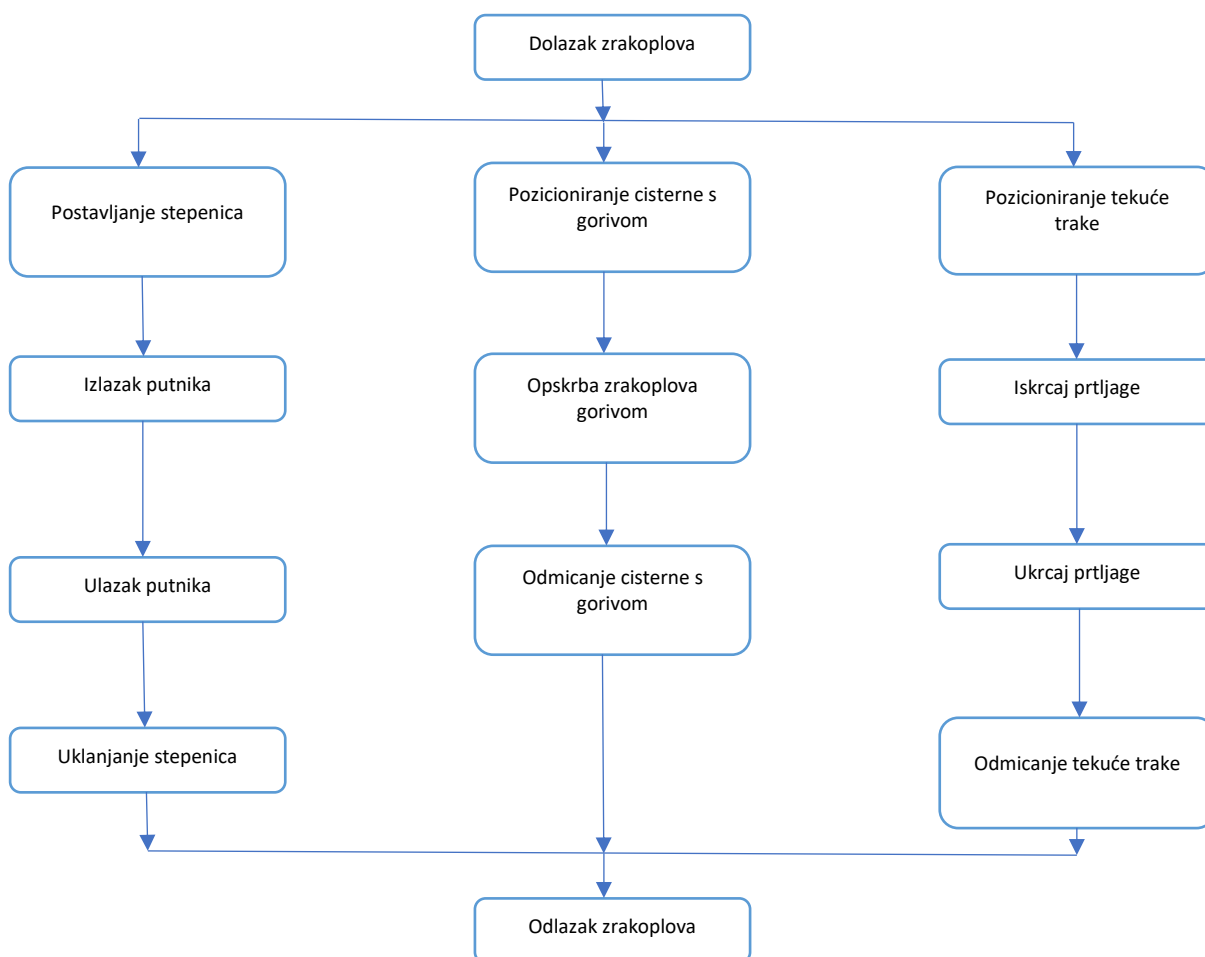 Dolazak zrakoplova
Postavljanje stepenica
Pozicioniranje cisterne s
gorivom
Pozicioniranje tekuće
trake
Izlazak putnika
Opskrba zrakoplova
gorivom
Iskrcaj prtljage
Ulazak putnika
Odmicanje cisterne s
gorivom
Ukrcaj prtljage
Uklanjanje stepenica
Odmicanje tekuće trake
Odlazak zrakoplova